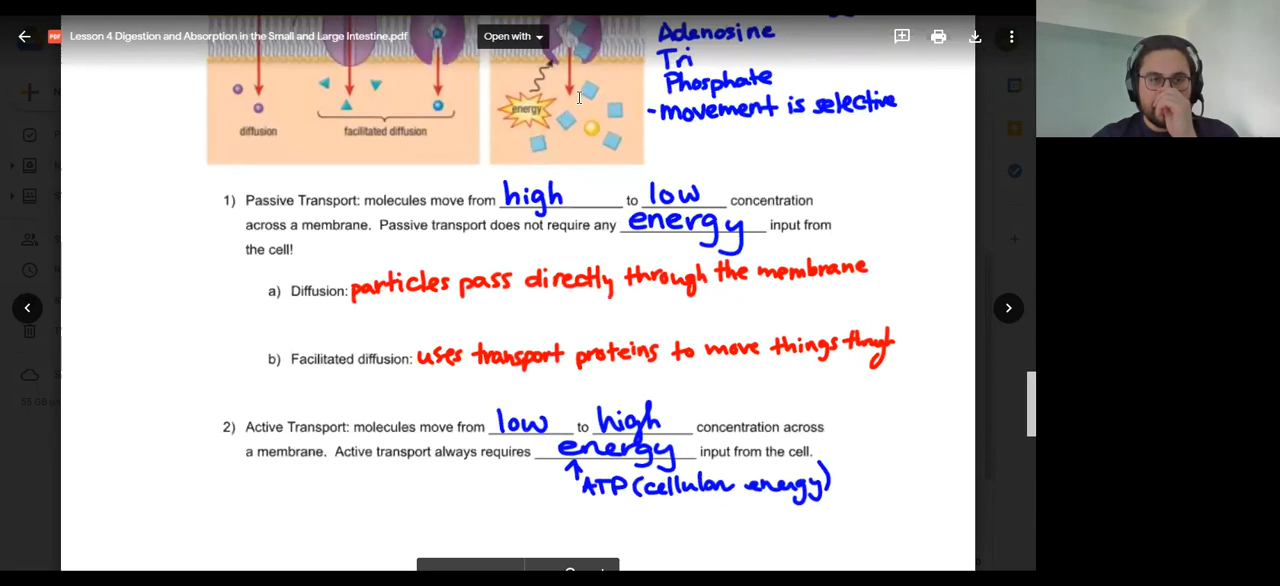 Lesson 4 Digestion and Absorption in the Small and Large Intestine.pdf
Open with
Adenosine
Tri
Phosphate
- movement is selective
energy
diffusion
facilitated diffusion
1) Passive Transport: molecules move from high to low concentration
across a membrane. Passive transport does not require any energy input from
the cell!
a) Diffusion: particles pass directly through the membrane
b) Facilitated diffusion: uses transport proteins to move things
2) Active Transport: molecules move from low to high concentration across
a membrane. Active transport always requires energy input from the cell.
ATP (cellular energy)